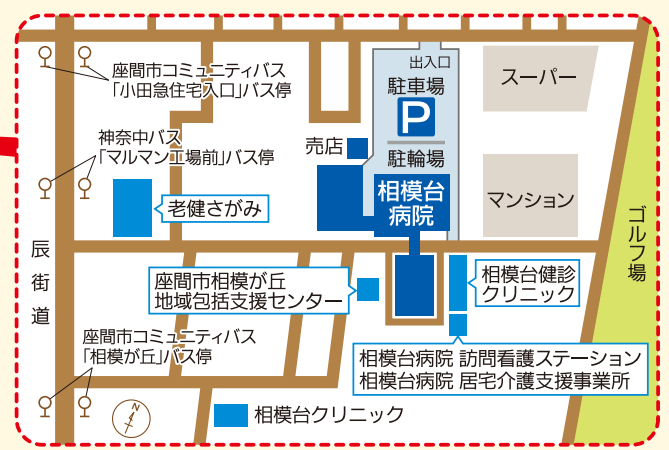 座間市コミュニティバス
「小田急住宅入口」バス停
出入口
駐車場
P
駐輪場
スーパー
神奈中バス
「マルマン工場前」バス停
売店
相模台
病院
マンション
老健さがみ
ゴルフ場
辰街道
座間市相模が丘
地域包括支援センター
相模台健診
クリニック
座間市コミュニティバス
「相模が丘」バス停
相模台病院 訪問看護ステーション
相模台病院 居宅介護支援事業所
N
相模台クリニック